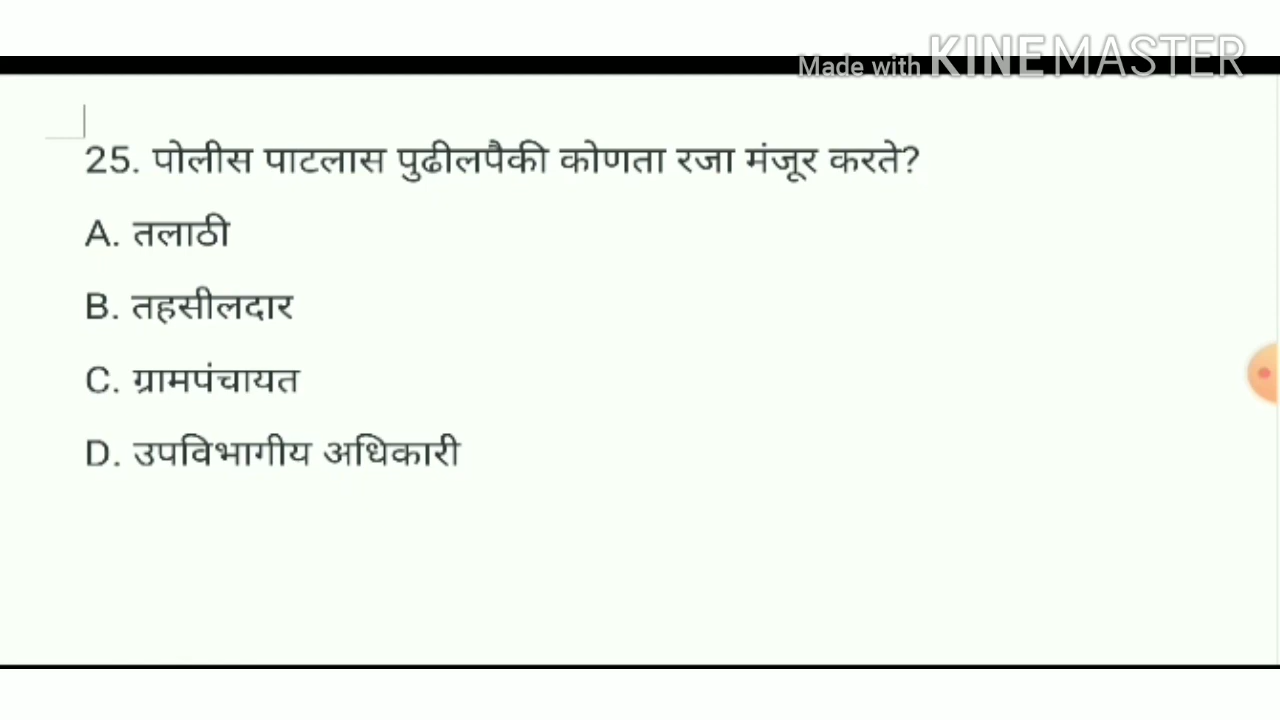 Made with KINEMASTER
25. पोलीस पाटलास पुढीलपैकी कोणता रजा मंजूर करते?
A. तलाठी
B. तहसीलदार
C. ग्रामपंचायत
D. उपविभागीय अधिकारी